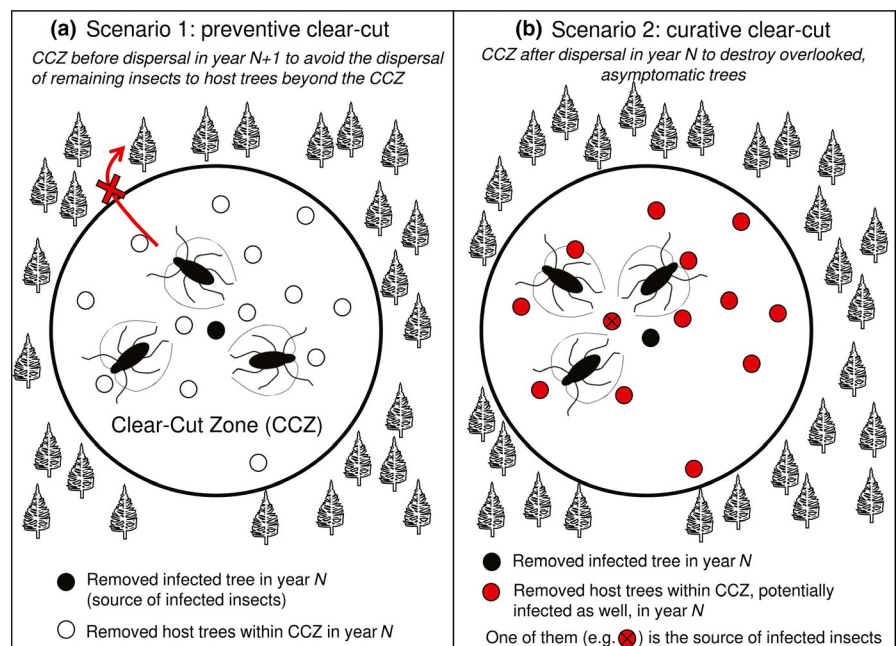 (a) Scenario 1: preventive clear-cut
CCZ before dispersal in year N+1 to avoid the dispersal
of remaining insects to host trees beyond the CCZ
Clear-Cut Zone (CCZ)
Removed infected tree in year N
(source of infected insects)
Removed host trees within CCZ in year N
(b) Scenario 2: curative clear-cut
CCZ after dispersal in year N to destroy overlooked,
asymptomatic trees
Removed infected tree in year N
Removed host trees within CCZ, potentially
infected as well, in year N
One of them (e.g. ) is the source of infected insects